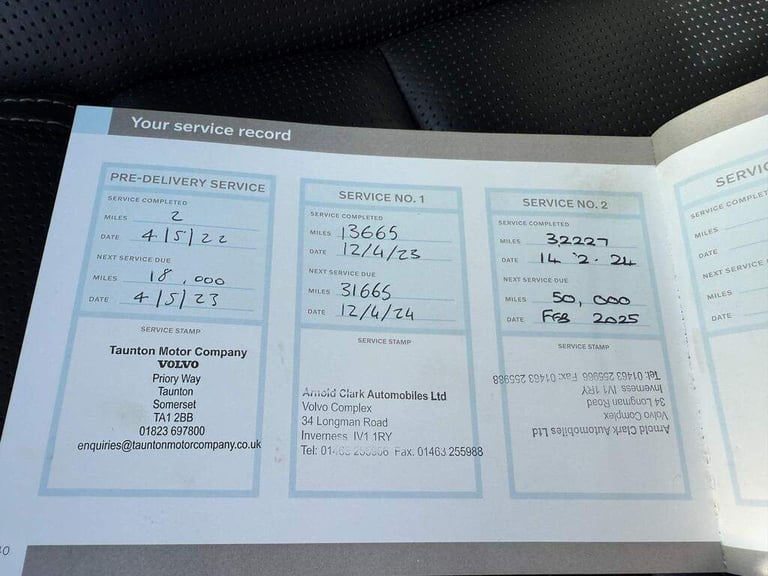 Your service record
PRE-DELIVERY SERVICE
SERVICE COMPLETED
MILES 2
DATE 4/5/22
NEXT SERVICE DUE
MILES 18,000
DATE 4/5/23
SERVICE STAMP
Taunton Motor Company
VOLVO
Priory Way
Taunton
Somerset
TA1 2BB
01823 697800
enquiries@tauntonmotorcompany.co.uk
SERVICE NO. 1
SERVICE COMPLETED
MILES 13665
DATE 12/4/23
NEXT SERVICE DUE
MILES 31665
DATE 12/4/24
SERVICE STAMP
Arnold Clark Automobiles Ltd
Volvo Complex
34 Longman Road
Inverness IV1 1RY
Tel: Fax: 01463 255988
SERVICE NO. 2
SERVICE COMPLETED
MILES 32227
DATE 14.2.24
NEXT SERVICE DUE
MILES 50,000
DATE FEB 2025
SERVICE STAMP
Arnold Clark Automobiles Ltd
Volvo Complex
34 Longman Road
Inverness IV1 1RY
Tel: 01463 255966 Fax: 01463 255988
SERVIC
SERVICE COMPLET
MILES
DATE
NEXT SERVICE
MILES
DATE